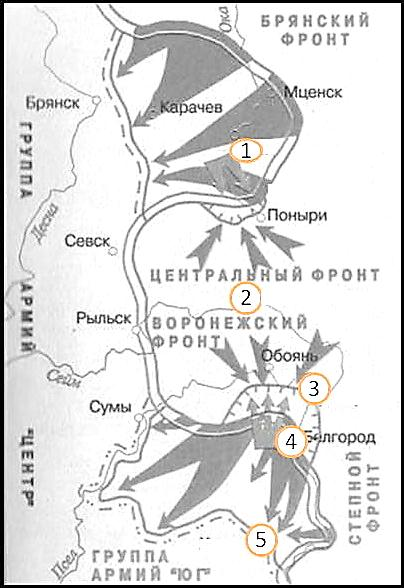 БРЯНСКИЙ
ФРОНТ
Ока
Мценск
Брянск
Карачев
ГРУППА
АРМИЙ
"ЦЕНТР"
1
Десна
Поныри
Севск
ЦЕНТРАЛЬНЫЙ ФРОНТ
2
Рыльск
ВОРОНЕЖСКИЙ
ФРОНТ
Обоянь
Сейм
3
Сумы
4
Белгород
СТЕПНОЙ
ФРОНТ
5
Псел
ГРУППА
АРМИЙ "ЮГ"